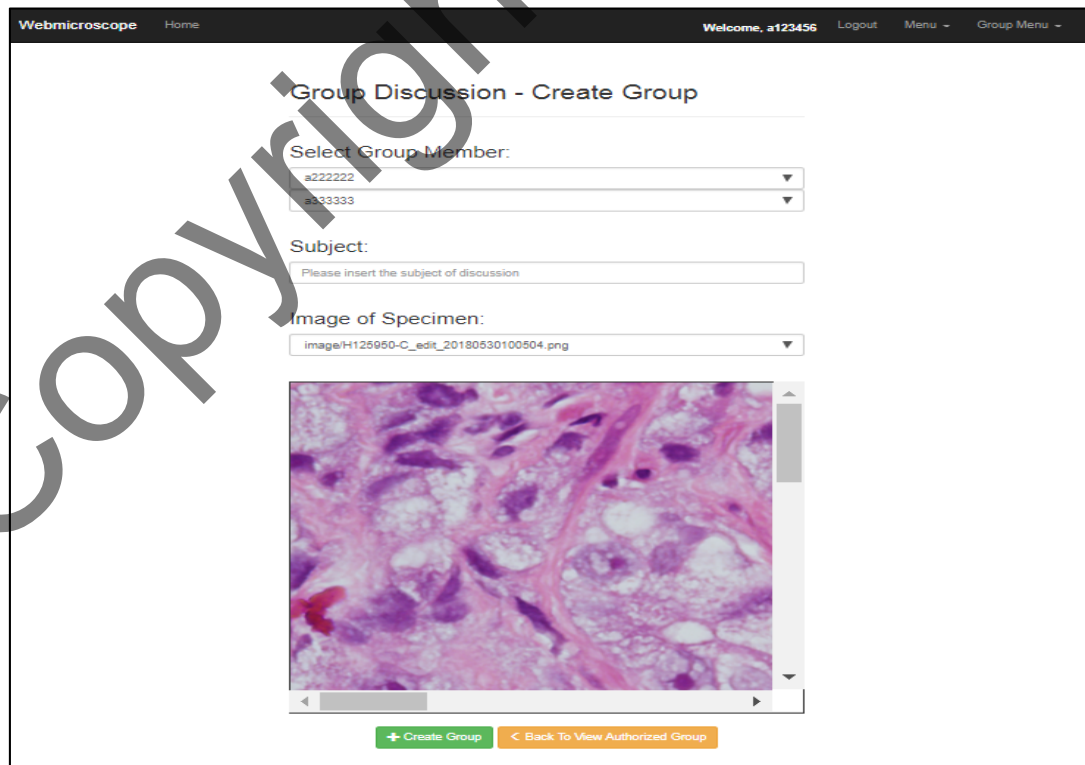 Webmicroscope Home Welcome, a123456 Logout Menu Group Menu
Group Discussion - Create Group
Select Group Member:
a222222
a333333
Subject:
Please insert the subject of discussion
Image of Specimen:
image/H125950-C_edit_20180530100504.png
+ Create Group < Back To View Authorized Group
Copyrigh